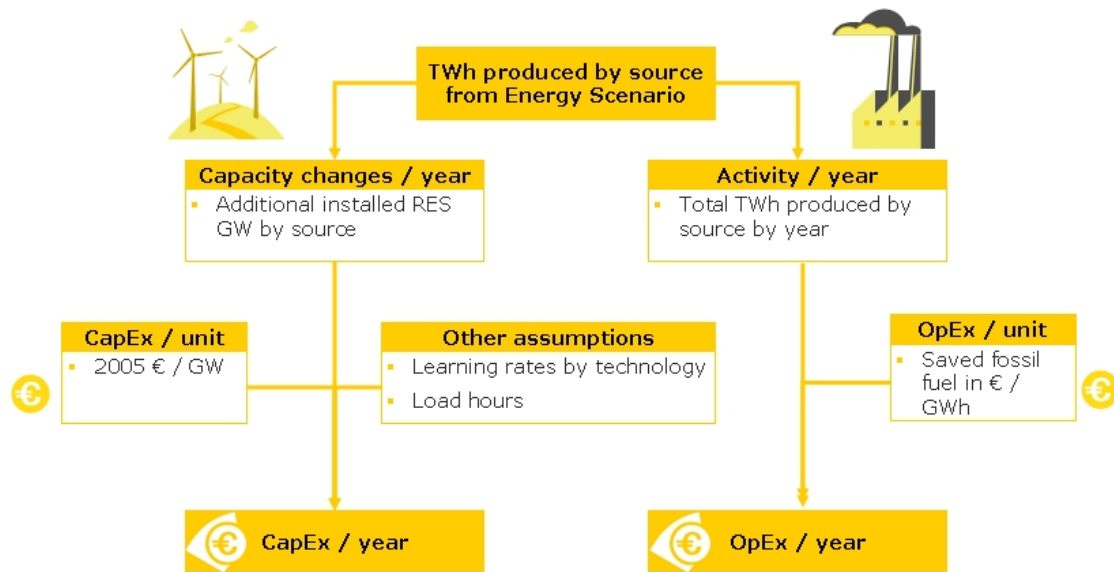 TWh produced by source
from Energy Scenario
Capacity changes / year
▪ Additional installed RES
GW by source
Activity / year
▪ Total TWh produced by
source by year
CapEx / unit
▪ 2005 € / GW
Other assumptions
▪ Learning rates by technology
▪ Load hours
OpEx / unit
▪ Saved fossil
fuel in € /
GWh
€
€
€ CapEx / year
€ OpEx / year